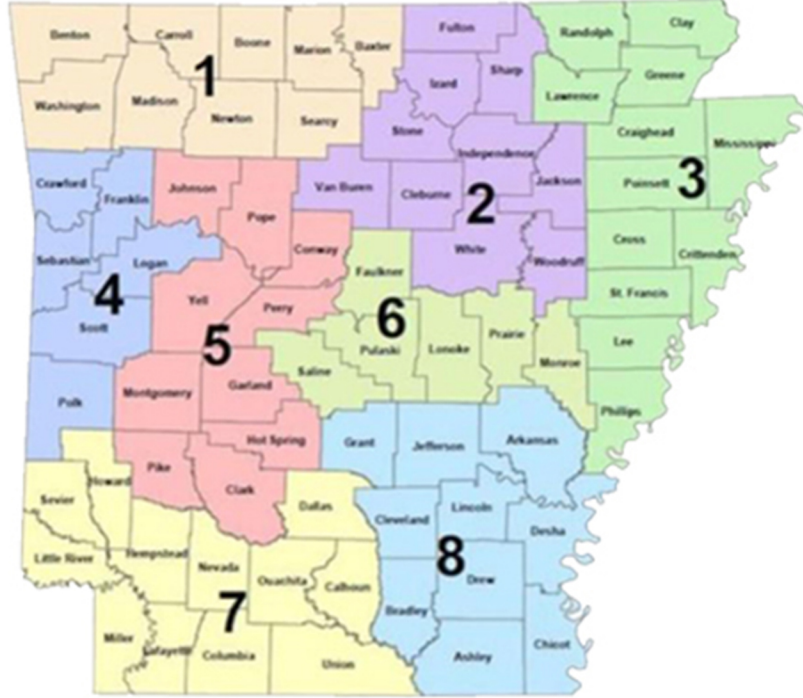 Benton
Carroll
Boone
Marion
Baxter
Fulton
Randolph
Clay
1
Izard
Sharp
Greene
Washington
Madison
Newton
Searcy
Lawrence
Stone
Craighead
Mississippi
Independence
Crawford
Franklin
Johnson
Pope
Van Buren
Cleburne
2
Jackson
Poinsett
3
Sebastian
Logan
Conway
White
Woodruff
Cross
Crittenden
4
Scott
Yell
Perry
Faulkner
6
St. Francis
5
Pulaski
Lonoke
Prairie
Monroe
Lee
Saline
Polk
Montgomery
Garland
Phillips
Hot Spring
Grant
Jefferson
Arkansas
Pike
Clark
Sevier
Howard
Dallas
Cleveland
Lincoln
Desha
Little River
Hempstead
Nevada
Ouachita
Calhoun
8
Drew
7
Bradley
Miller
Lafayette
Columbia
Union
Ashley
Chicot